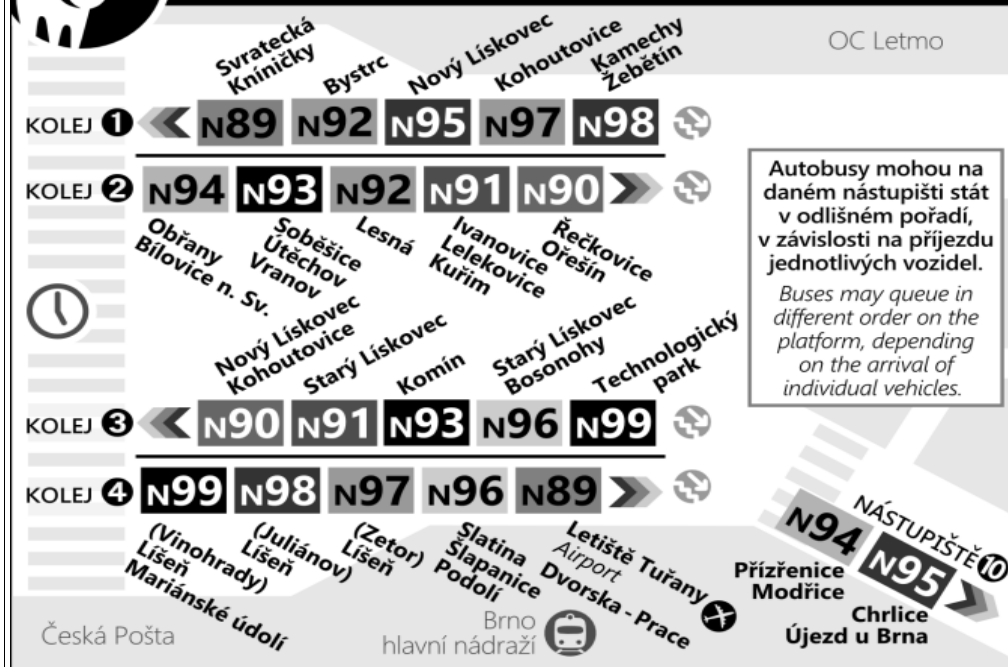 OC Letmo
Svratecká
Kníničky
Bystrc
Nový Lískovec
Kohoutovice
Kamechy
Žebětín
KOLEJ 1 N89 N92 N95 N97 N98
KOLEJ 2 N94 N93 N92 N91 N90
Obřany
Bílovice n. Sv.
Soběšice
Útěchov
Vranov
Lesná
Ivanovice
Lelekovice
Kuřim
Řečkovice
Ořešín
Autobusy mohou na
daném nástupišti stát
v odlišném pořadí,
v závislosti na příjezdu
jednotlivých vozidel.
Buses may queue in
different order on the
platform, depending
on the arrival of
individual vehicles.
Nový Lískovec
Kohoutovice
Starý Lískovec
Komín
Starý Lískovec
Bosonohy
Technologický
park
KOLEJ 3 N90 N91 N93 N96 N99
KOLEJ 4 N99 N98 N97 N96 N89
(Vinohrady)
Líšeň
Mariánské údolí
(Juliánov)
Líšeň
(Zetor)
Líšeň
Slatina
Šlapanice
Podolí
Letiště Tuřany
Airport
Dvorska - Prace
NÁSTUPIŠTĚ 10
N94 N95
Přízřenice
Modřice
Chrlice
Újezd u Brna
Česká Pošta
Brno
hlavní nádraží